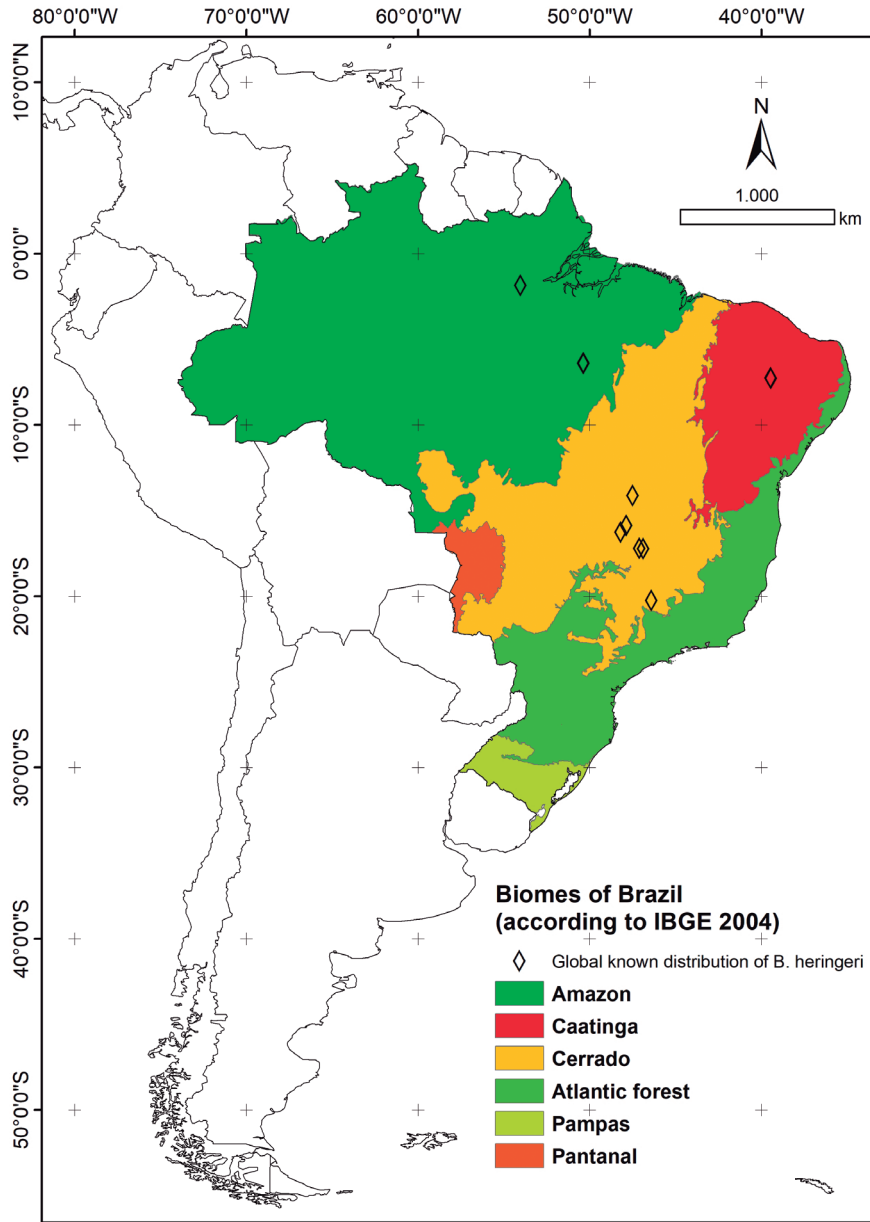 80°0'0"W 70°0'0"W 60°0'0"W 50°0'0"W 40°0'0"W
10°0'0"N
0°0'0"
10°0'0"S
20°0'0"S
30°0'0"S
40°0'0"S
50°0'0"S
N
1.000
km
Biomes of Brazil
(according to IBGE 2004)
Global known distribution of B. heringeri
Amazon
Caatinga
Cerrado
Atlantic forest
Pampas
Pantanal